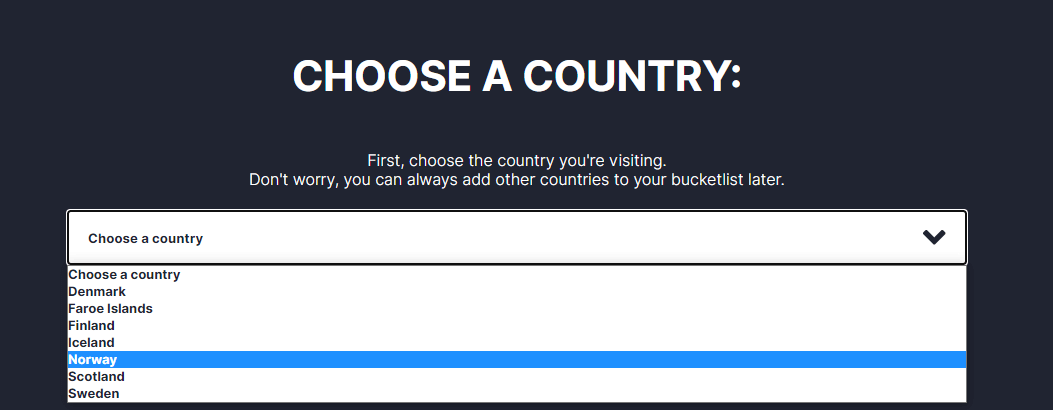 CHOOSE A COUNTRY:
First, choose the country you're visiting.
Don't worry, you can always add other countries to your bucketlist later.
Choose a country
Choose a country
Denmark
Faroe Islands
Finland
Iceland
Norway
Scotland
Sweden